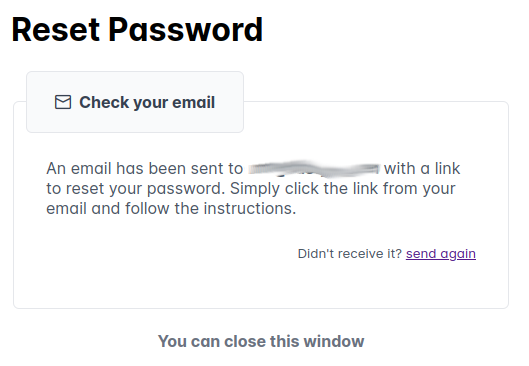 Reset Password
Check your email
An email has been sent to with a link
to reset your password. Simply click the link from your
email and follow the instructions.
Didn't receive it? send again
You can close this window